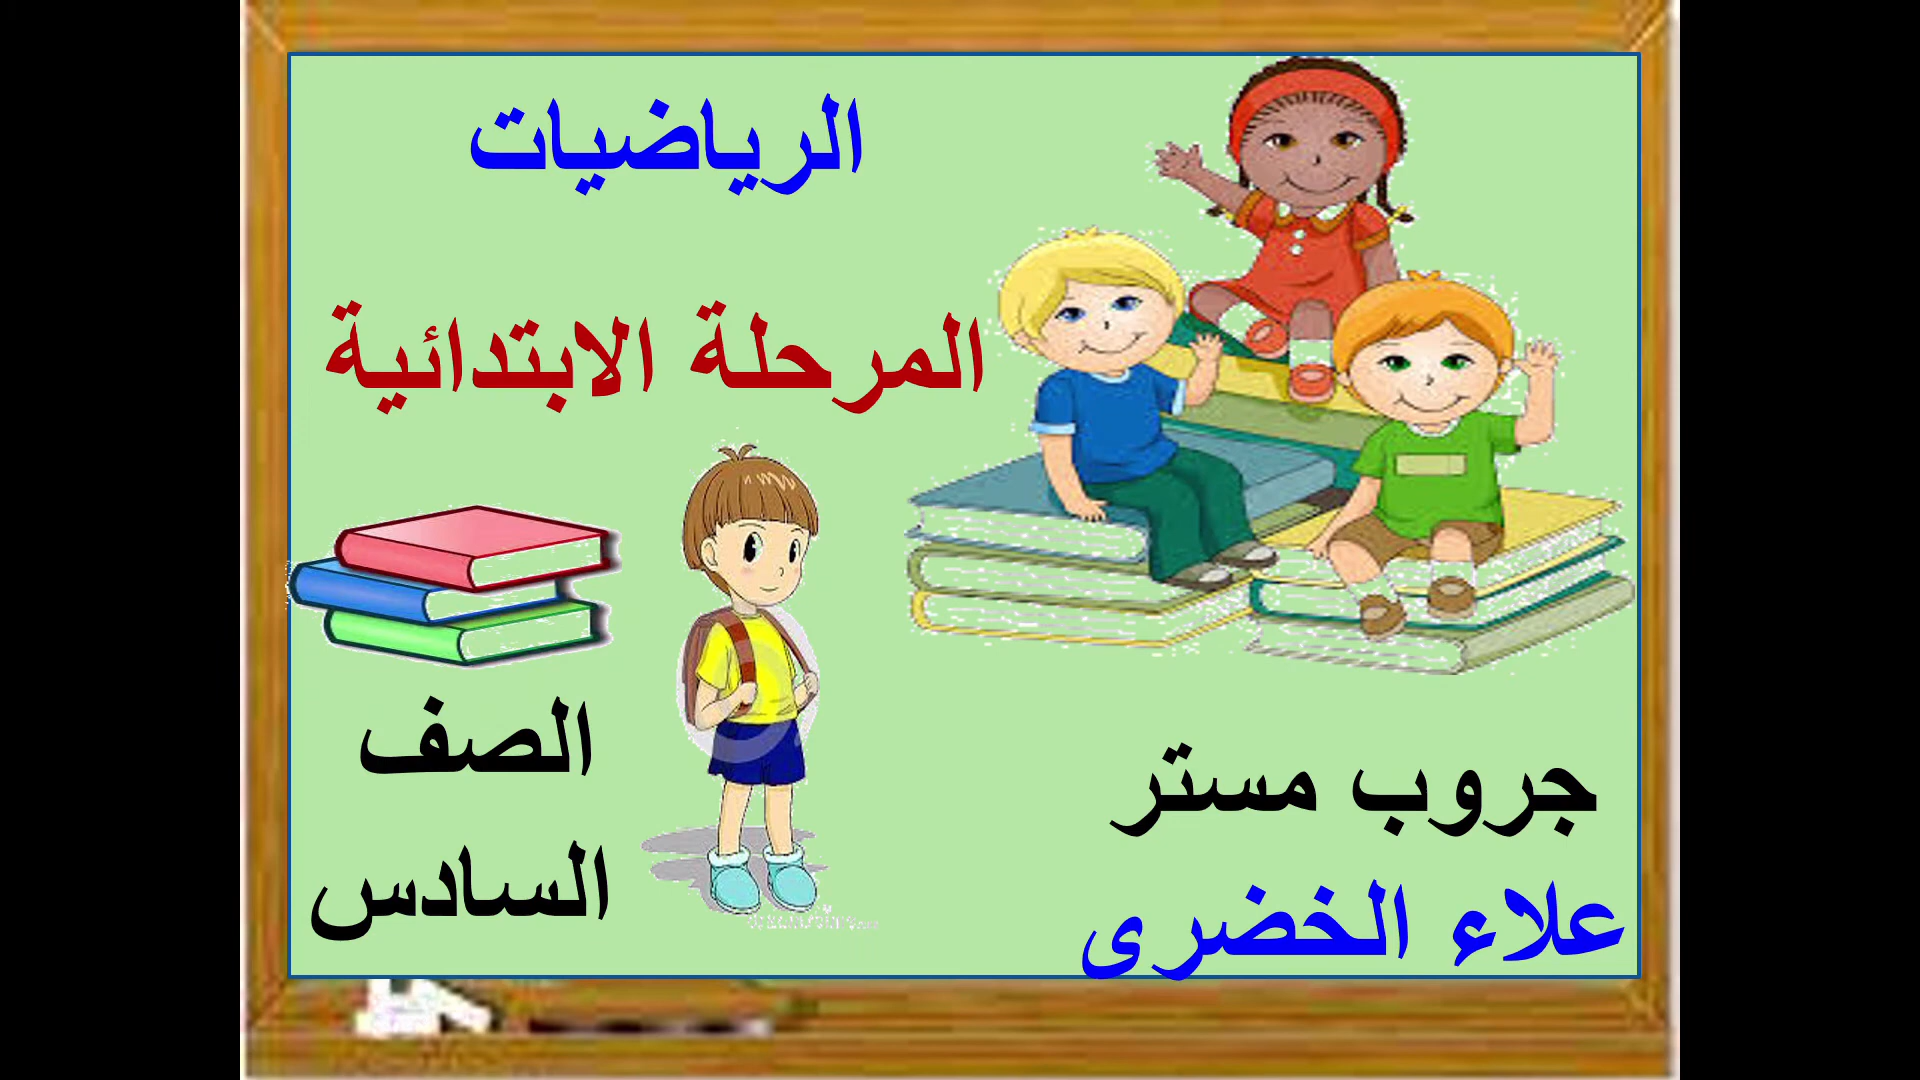 الرياضيات
المرحلة الابتدائية
الصف
السادس
جروب مستر
علاء الخضرى